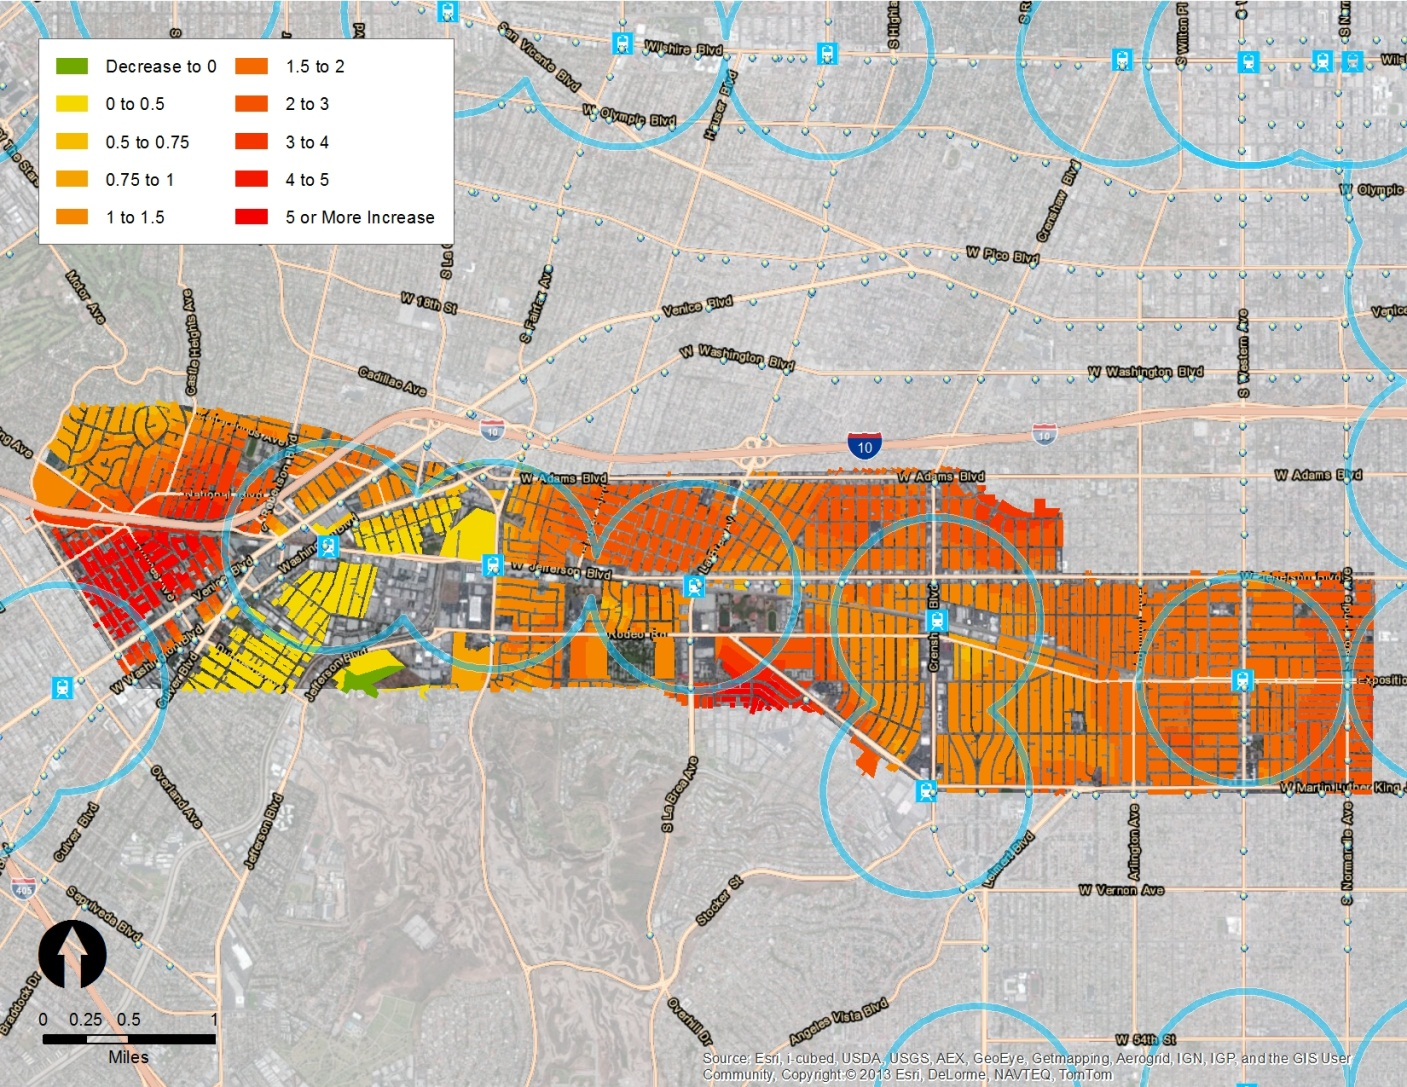 Decrease to 0
0 to 0.5
0.5 to 0.75
0.75 to 1
1 to 1.5
1.5 to 2
2 to 3
3 to 4
4 to 5
5 or More Increase
San Vicente Blvd
Wilshire Blvd
W Olympic Blvd
Hauser Blvd
S Wilton Pl
W Olympic
Crenshaw Blvd
W Pico Blvd
Motor Ave
Castle Heights Ave
W 18th St
S Fairfax Ave
Venice Blvd
W Washington Blvd
W Washington Blvd
S Western Ave
Cadillac Ave
10
10
10
W Adams Blvd
W Adams Blvd
W Adams Blvd
National Blvd
S Robertson Blvd
Venice Blvd
W Jefferson Blvd
W Jefferson Blvd
Rodeo Rd
W Washington Blvd
Culver Blvd
Jefferson Blvd
W Martin Luther King J
Overland Ave
Culver Blvd
Jefferson Blvd
S La Brea Ave
Leimert Blvd
Arlington Ave
S Normandie Ave
W Vernon Ave
Stocker St
405
Sepulveda Blvd
Braddock Dr
Overhill Dr
Angeles Vista Blvd
W 54th St
0 0.25 0.5 1
Miles
Source: Esri, i-cubed, USDA, USGS, AEX, GeoEye, Getmapping, Aerogrid, IGN, IGP, and the GIS User
Community, Copyright:© 2013 Esri, DeLorme, NAVTEQ, TomTom